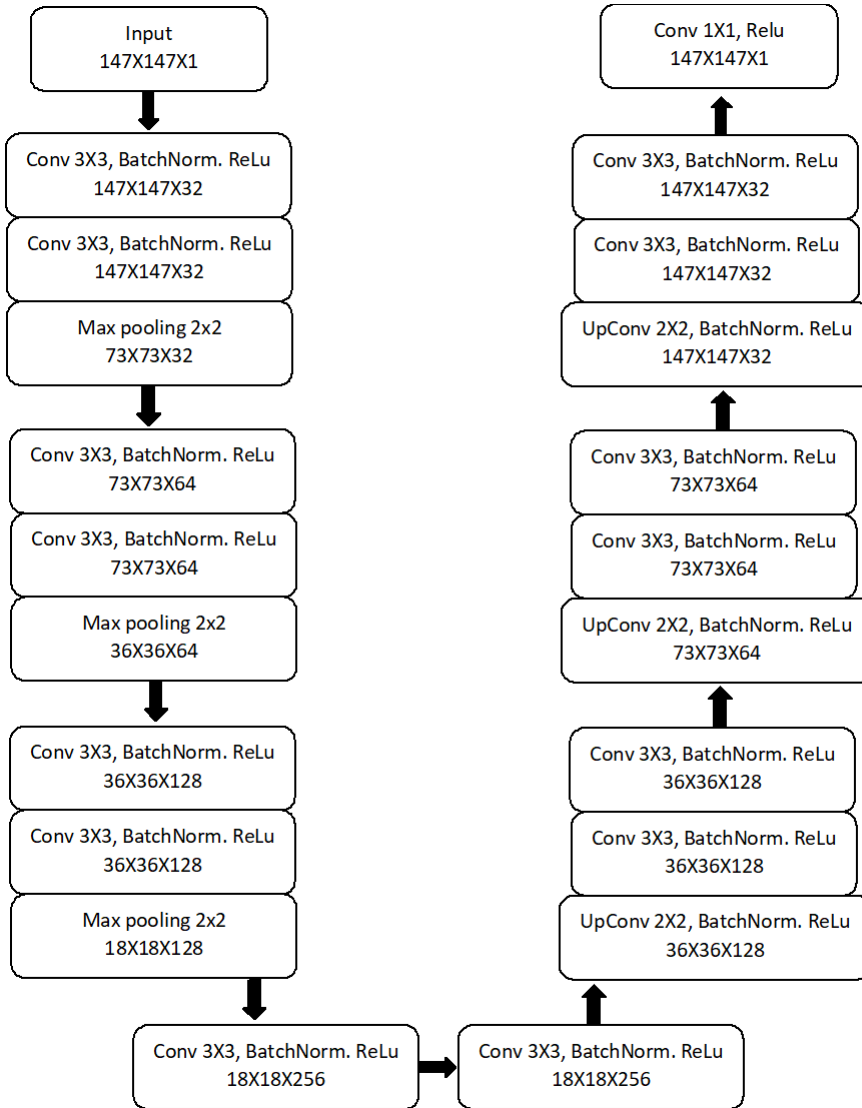 Input
147X147X1
Conv 3X3, BatchNorm. ReLu
147X147X32
Conv 3X3, BatchNorm. ReLu
147X147X32
Max pooling 2x2
73X73X32
Conv 3X3, BatchNorm. ReLu
73X73X64
Conv 3X3, BatchNorm. ReLu
73X73X64
Max pooling 2x2
36X36X64
Conv 3X3, BatchNorm. ReLu
36X36X128
Conv 3X3, BatchNorm. ReLu
36X36X128
Max pooling 2x2
18X18X128
Conv 3X3, BatchNorm. ReLu
18X18X256
Conv 3X3, BatchNorm. ReLu
18X18X256
Conv 1X1, Relu
147X147X1
Conv 3X3, BatchNorm. ReLu
147X147X32
Conv 3X3, BatchNorm. ReLu
147X147X32
UpConv 2X2, BatchNorm. ReLu
147X147X32
Conv 3X3, BatchNorm. ReLu
73X73X64
Conv 3X3, BatchNorm. ReLu
73X73X64
UpConv 2X2, BatchNorm. ReLu
73X73X64
Conv 3X3, BatchNorm. ReLu
36X36X128
Conv 3X3, BatchNorm. ReLu
36X36X128
UpConv 2X2, BatchNorm. ReLu
36X36X128